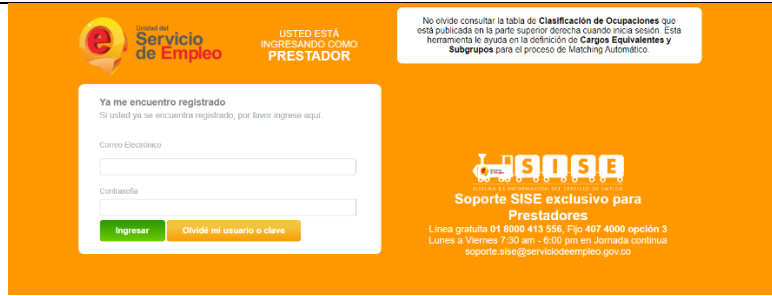 Unidad del
Servicio
de Empleo
USTED ESTÁ
INGRESANDO COMO
PRESTADOR
No olvide consultar la tabla de Clasificación de Ocupaciones que
está publicada en la parte superior derecha cuando inicia sesión. Esta
herramienta le ayuda en la definición de Cargos Equivalentes y
Subgrupos para el proceso de Matching Automático.
Ya me encuentro registrado
Si usted ya se encuentra registrado, por favor ingrese aquí.
Correo Electrónico
Contraseña
Ingresar
Olvidé mi usuario o clave
SISE
SISTEMA DE INFORMACIÓN DEL SERVICIO DE EMPLEO
Soporte SISE exclusivo para
Prestadores
Línea gratuita 01 8000 413 556, Fijo 407 4000 opción 3
Lunes a Viernes 7:30 am - 6:00 pm en Jornada continua
soporte.sise@serviciodeempleo.gov.co